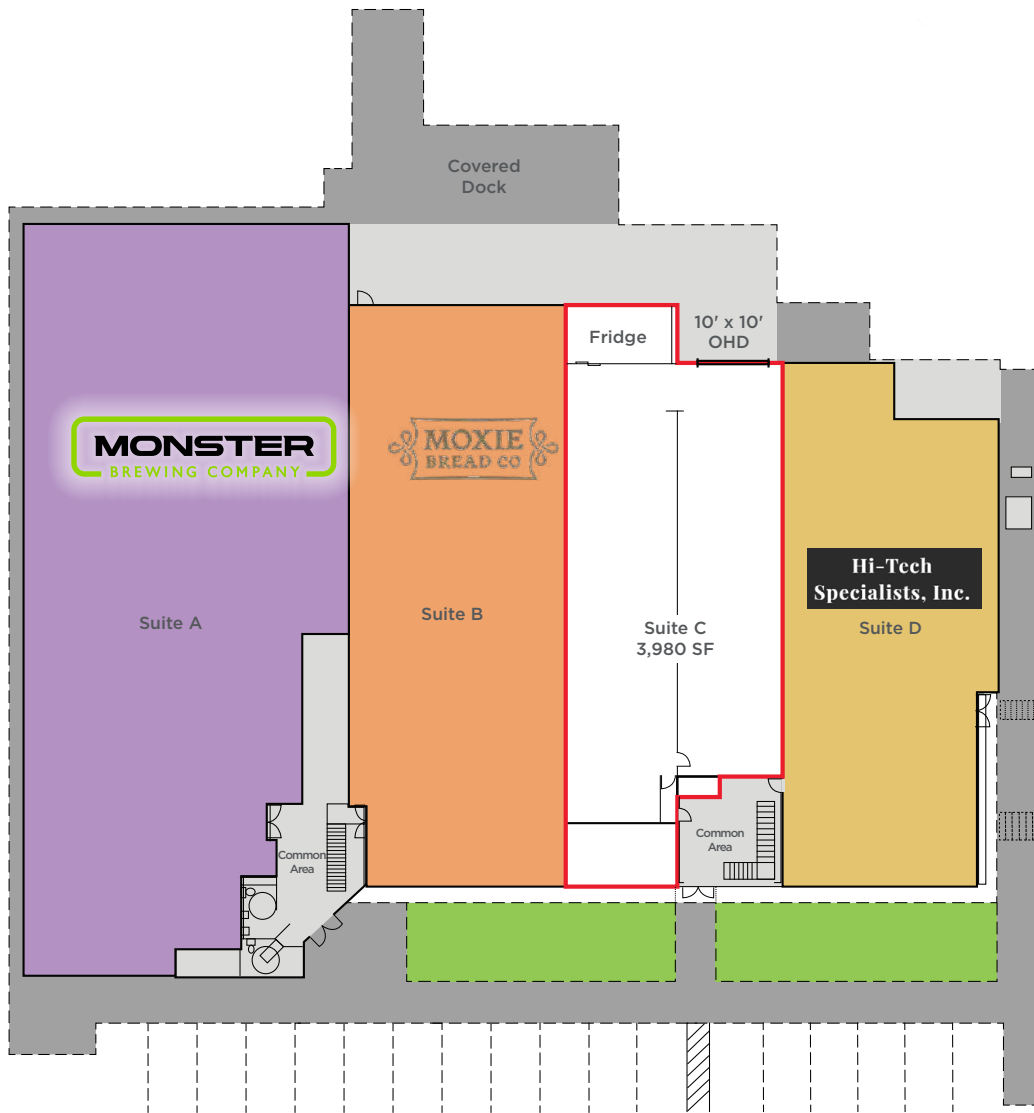 Covered
Dock
Fridge
10' x 10'
OHD
MONSTER
BREWING COMPANY
MOXIE
BREAD CO
Hi-Tech
Specialists, Inc.
Suite A
Suite B
Suite C
3,980 SF
Suite D
Common
Area
Common
Area